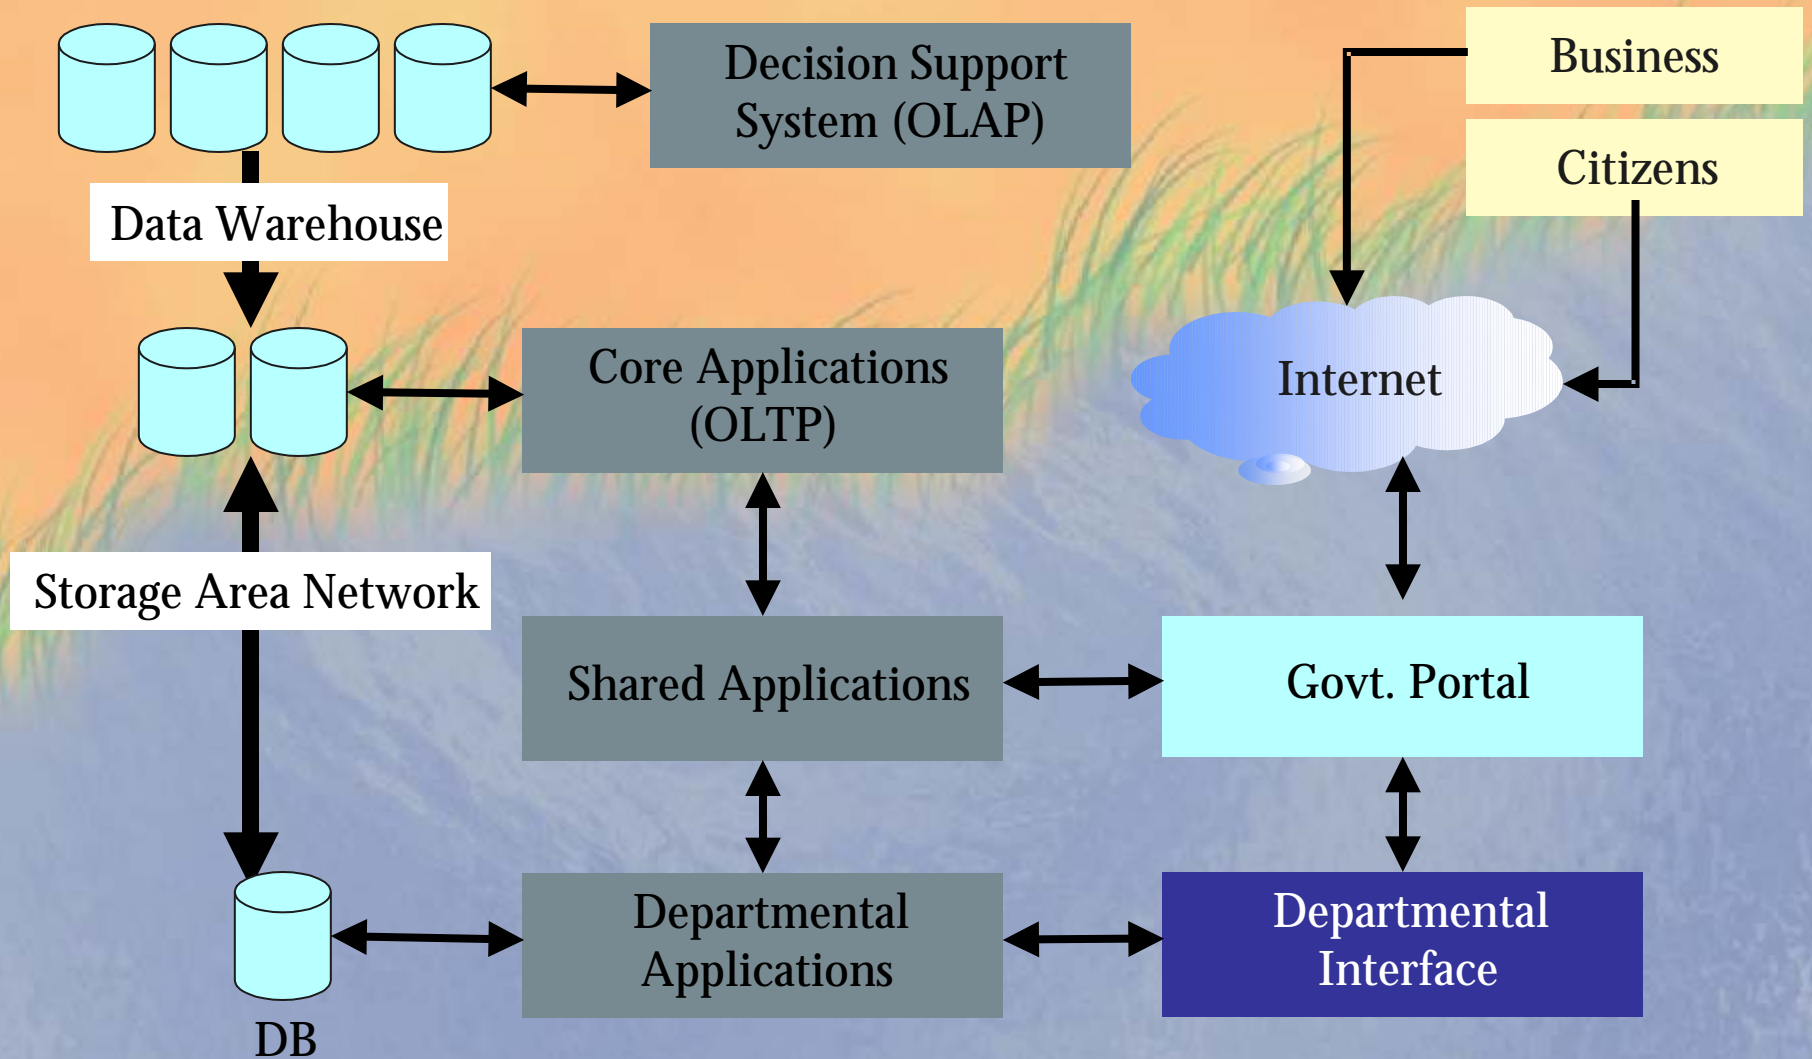 Decision Support
System (OLAP)
Business
Citizens
Data Warehouse
Core Applications
(OLTP)
Internet
Storage Area Network
Shared Applications
Govt. Portal
Departmental
Applications
Departmental
Interface
DB